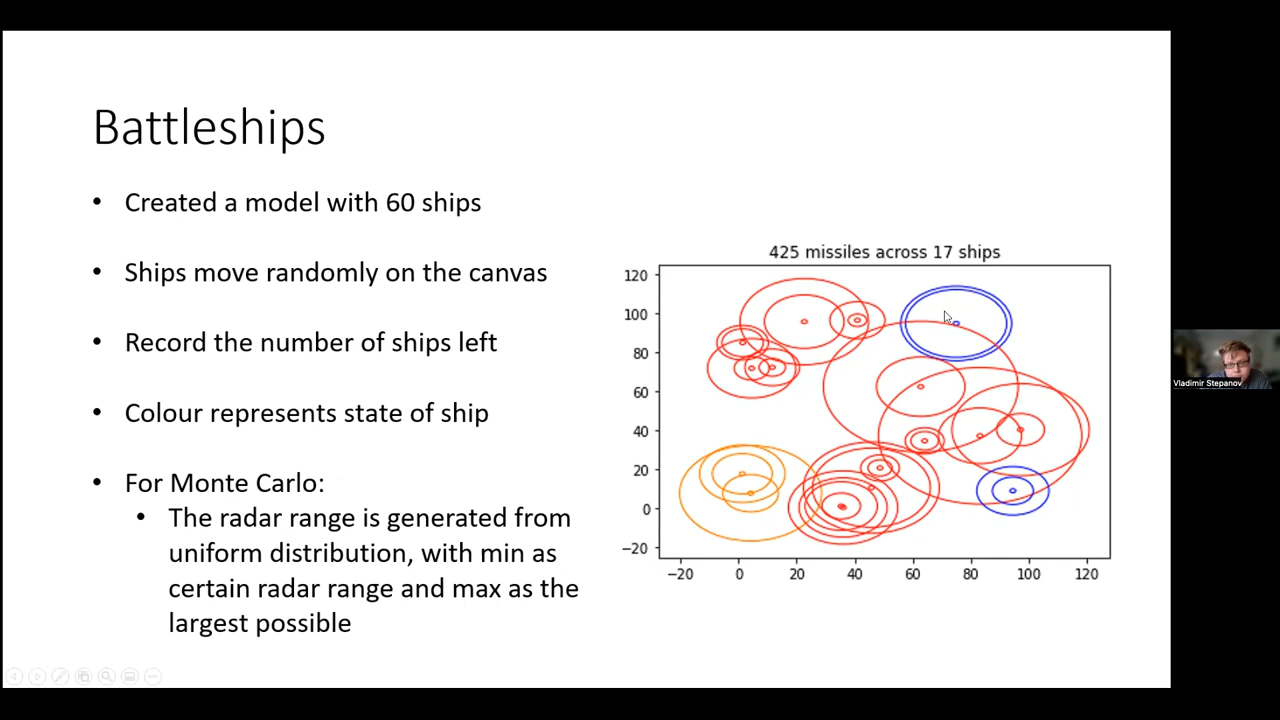 Battleships
• Created a model with 60 ships
• Ships move randomly on the canvas
• Record the number of ships left
• Colour represents state of ship
• For Monte Carlo:
• The radar range is generated from
uniform distribution, with min as
certain radar range and max as the
largest possible
425 missiles across 17 ships
120
100
80
60
40
20
0
−20
−20 0 20 40 60 80 100 120
Vladimir Stepanov